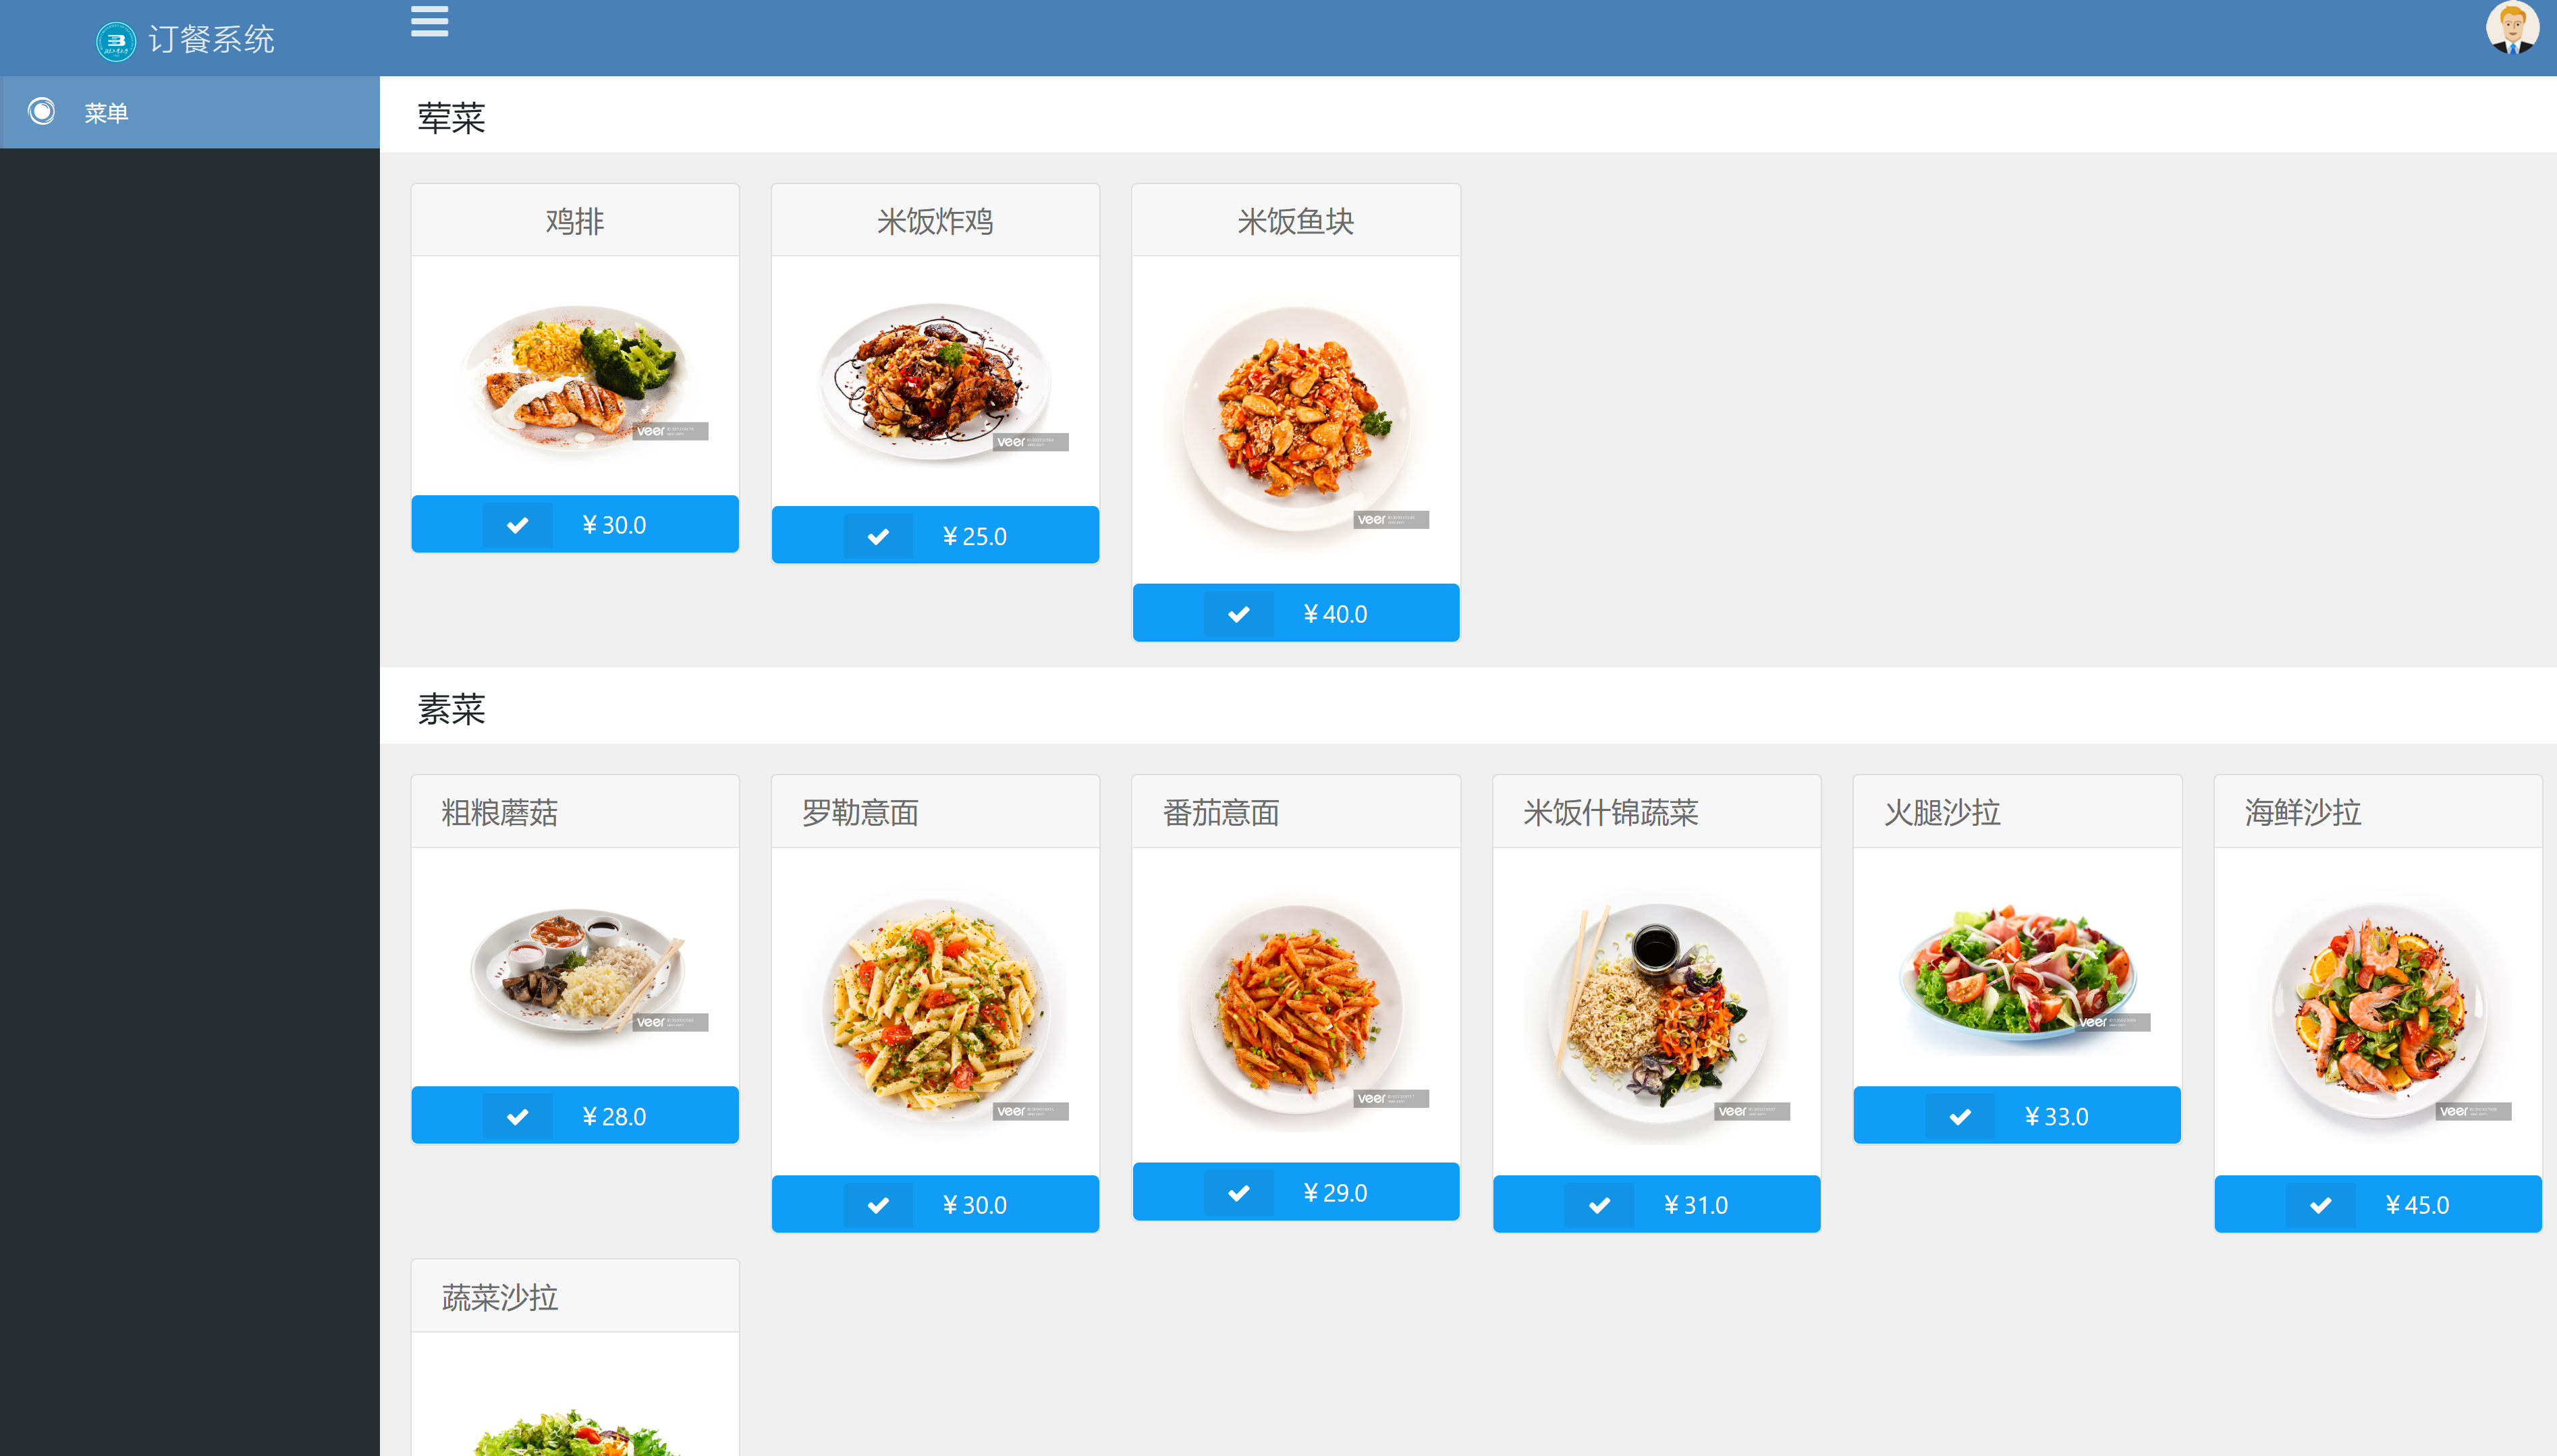 订餐系统
菜单
荤菜
鸡排
米饭炸鸡
米饭鱼块
veer
veer
veer
¥ 30.0
¥ 25.0
¥ 40.0
素菜
粗粮蘑菇
罗勒意面
番茄意面
米饭什锦蔬菜
火腿沙拉
海鲜沙拉
veer
veer
veer
veer
veer
veer
¥ 28.0
¥ 30.0
¥ 29.0
¥ 31.0
¥ 33.0
¥ 45.0
蔬菜沙拉